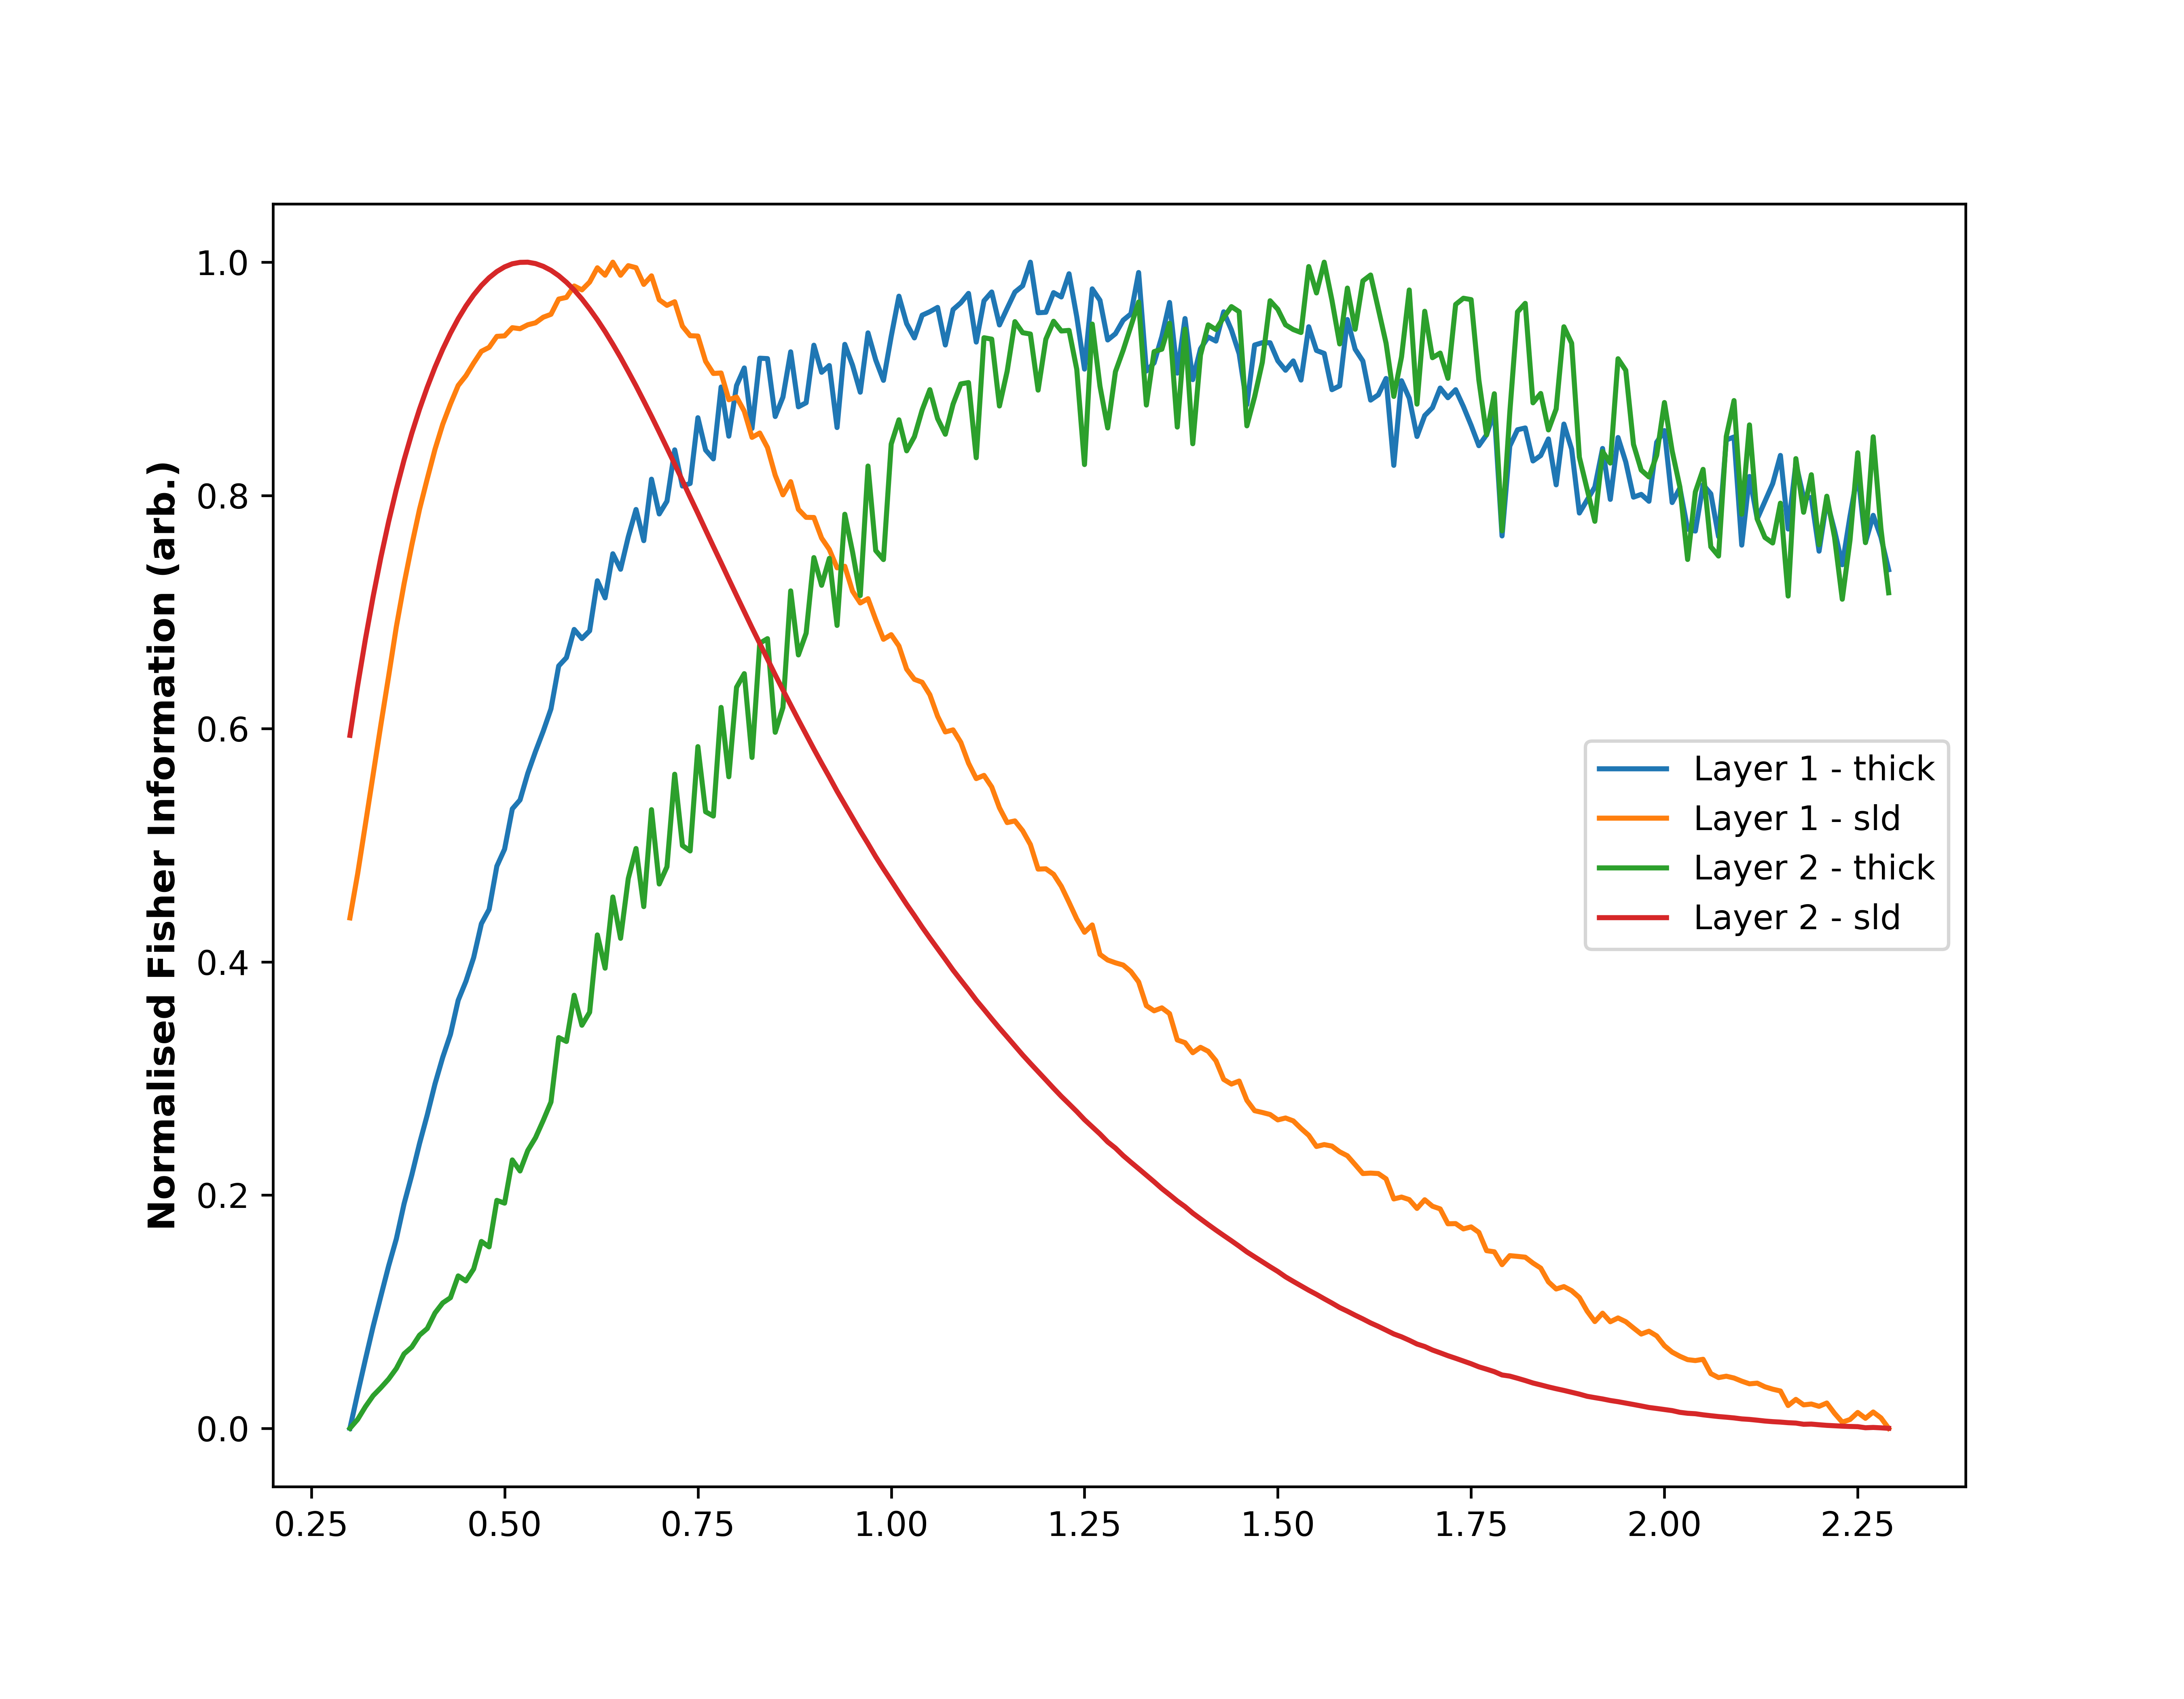 Normalised Fisher Information (arb.)
1.0
0.8
0.6
0.4
0.2
0.0
0.25 0.50 0.75 1.00 1.25 1.50 1.75 2.00 2.25
Layer 1 - thick
Layer 1 - sld
Layer 2 - thick
Layer 2 - sld